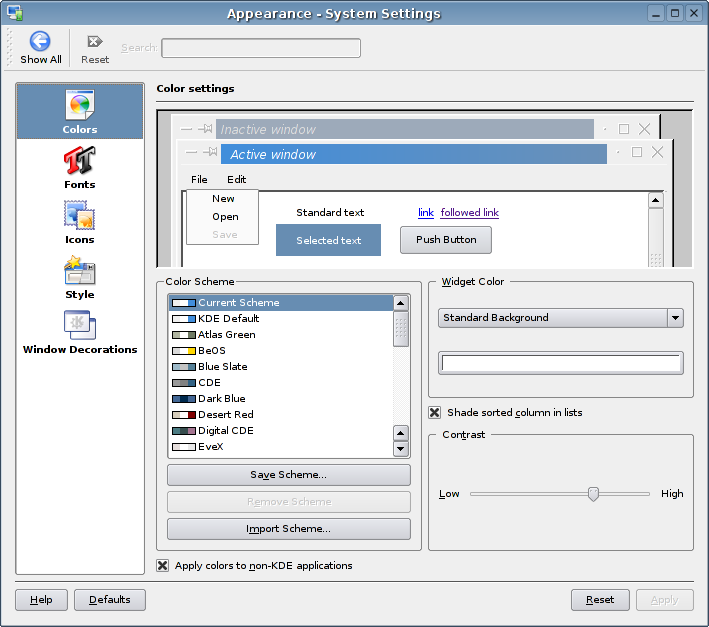 Appearance - System Settings
Show All
Reset
Search:
Colors
Fonts
Icons
Style
Window Decorations
Color settings
Inactive window
Active window
File Edit
New
Open
Save
Standard text
link followed link
Selected text
Push Button
Color Scheme
Current Scheme
KDE Default
Atlas Green
BeOS
Blue Slate
CDE
Dark Blue
Desert Red
Digital CDE
EveX
Save Scheme...
Remove Scheme
Import Scheme...
Widget Color
Standard Background
Shade sorted column in lists
Contrast
Low High
Apply colors to non-KDE applications
Help Defaults Reset Apply